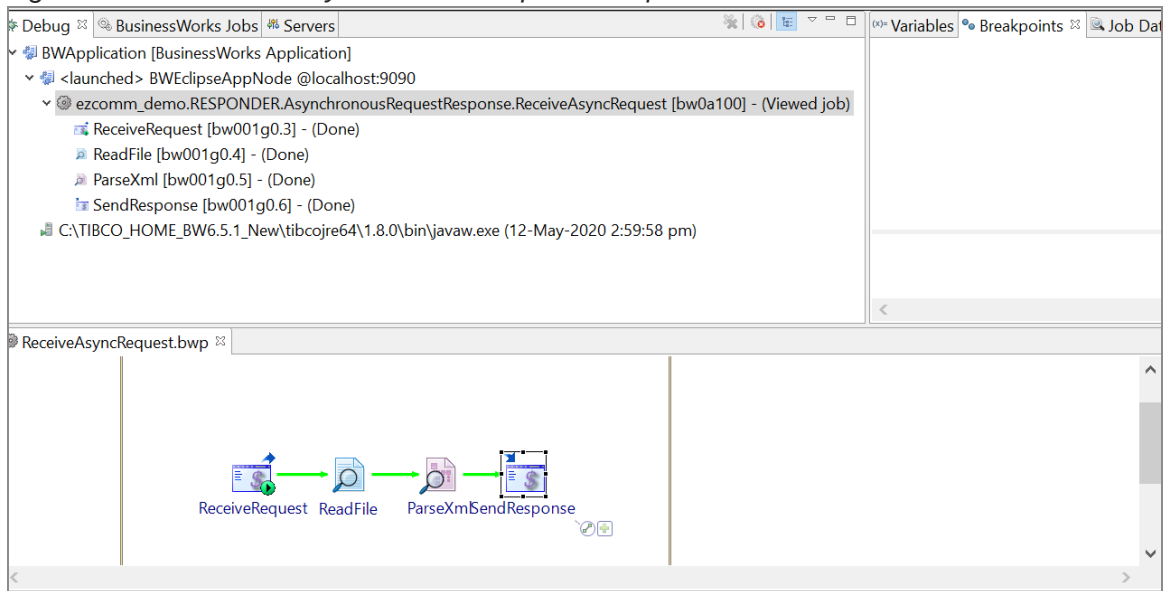 Debug BusinessWorks Jobs Servers
BWApplication [BusinessWorks Application]
<launched> BWEclipseAppNode @localhost:9090
ezcomm_demo.RESPONDER.AsynchronousRequestResponse.ReceiveAsyncRequest [bw0a100] - (Viewed job)
ReceiveRequest [bw001g0.3] - (Done)
ReadFile [bw001g0.4] - (Done)
ParseXml [bw001g0.5] - (Done)
SendResponse [bw001g0.6] - (Done)
C:\TIBCO_HOME_BW6.5.1_New\tibcojre64\1.8.0\bin\javaw.exe (12-May-2020 2:59:58 pm)
(x)= Variables Breakpoints Job Dat
ReceiveAsyncRequest.bwp
ReceiveRequest ReadFile ParseXml SendResponse